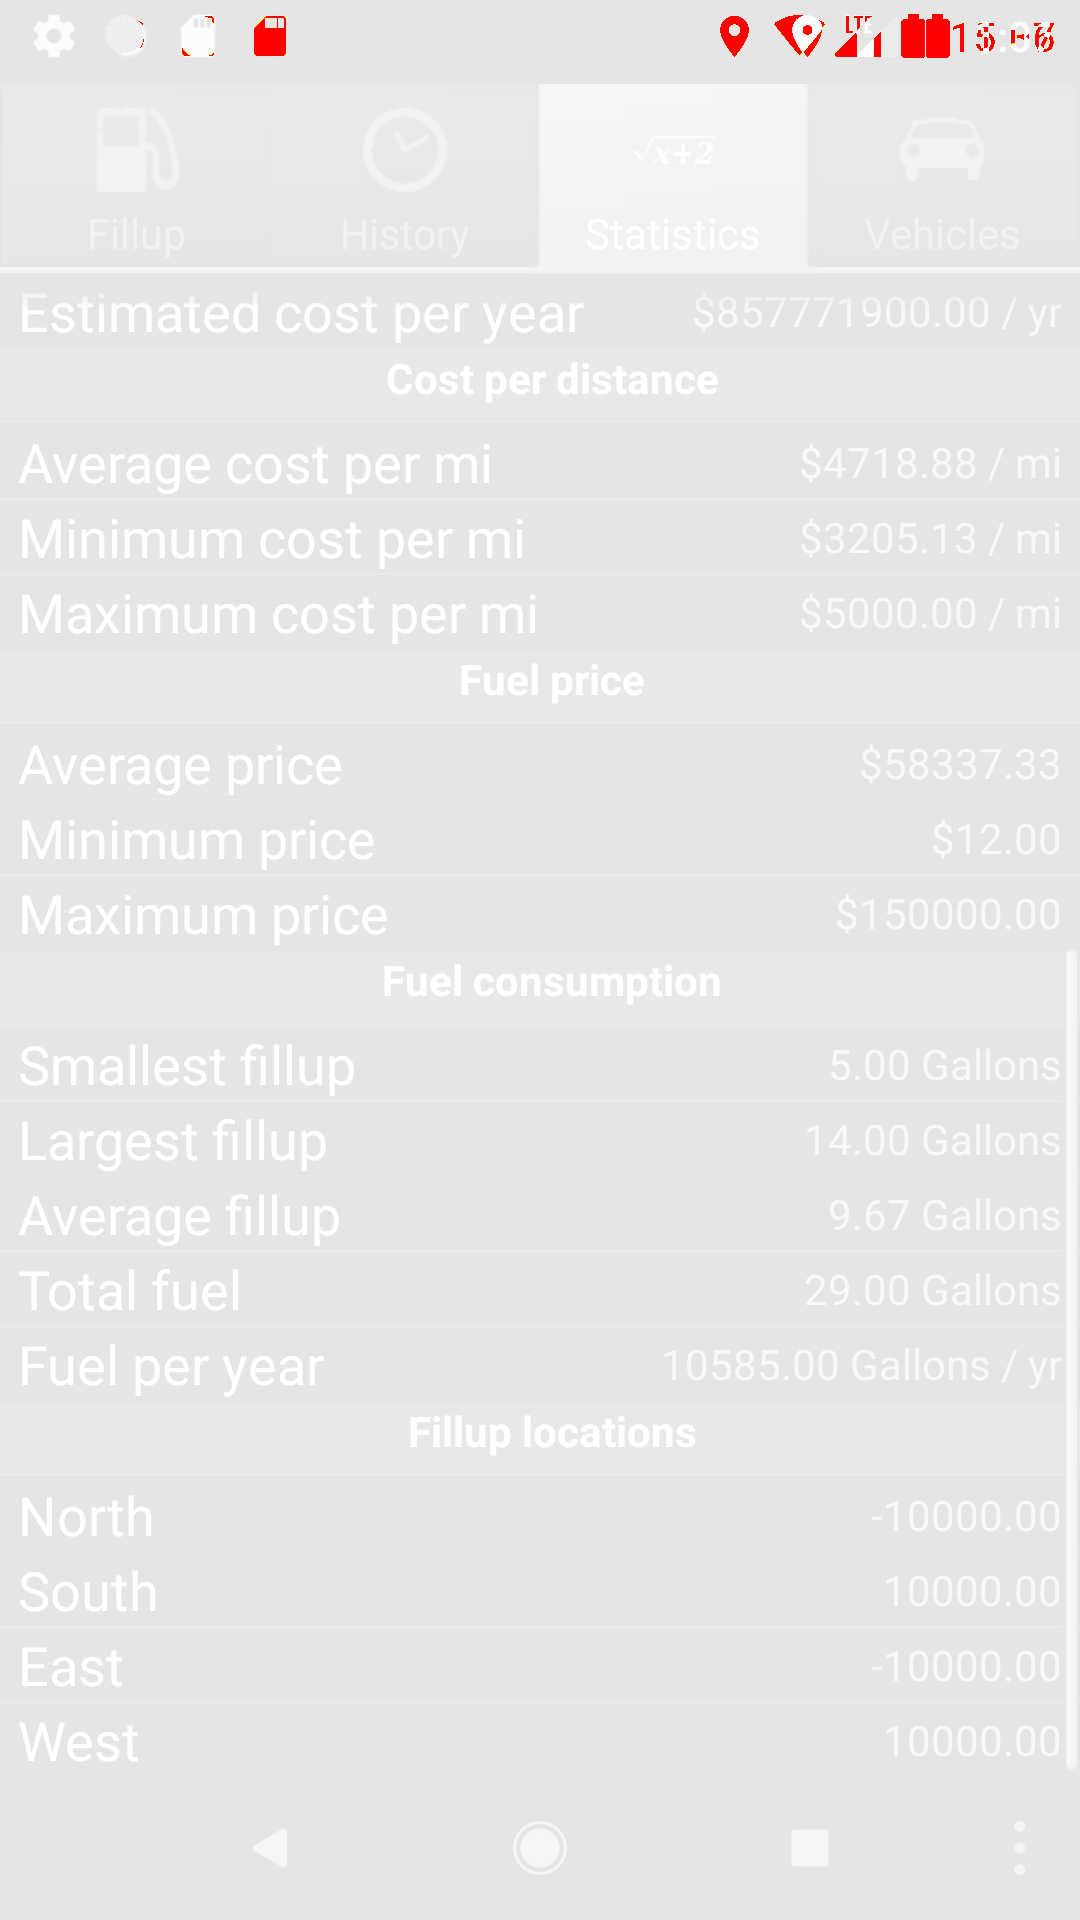 LTE
Fillup History √x+2 Statistics Vehicles
Estimated cost per year $857771900.00 / yr
Cost per distance
Average cost per mi $4718.88 / mi
Minimum cost per mi $3205.13 / mi
Maximum cost per mi $5000.00 / mi
Fuel price
Average price $58337.33
Minimum price $12.00
Maximum price $150000.00
Fuel consumption
Smallest fillup 5.00 Gallons
Largest fillup 14.00 Gallons
Average fillup 9.67 Gallons
Total fuel 29.00 Gallons
Fuel per year 10585.00 Gallons / yr
Fillup locations
North -10000.00
South 10000.00
East -10000.00
West 10000.00